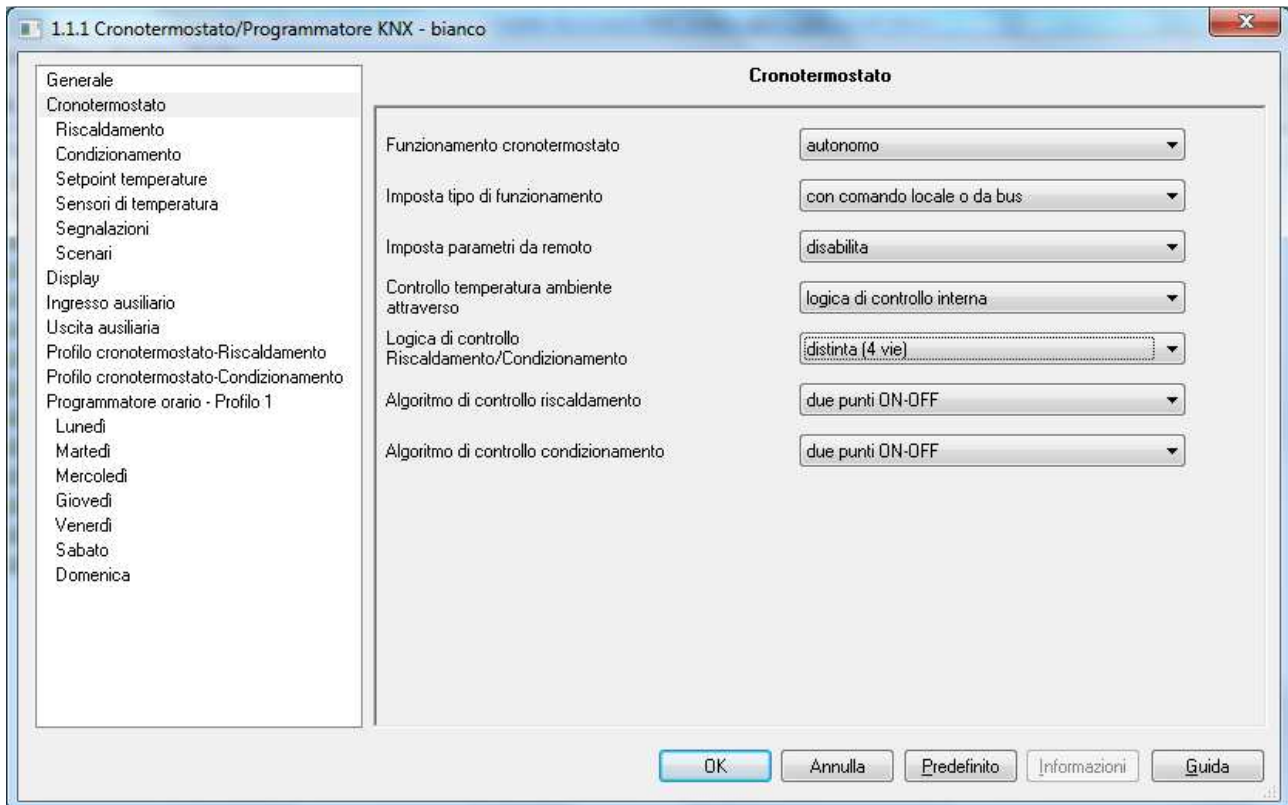 1.1.1 Cronotermostato/Programmatore KNX - bianco
Generale
Cronotermostato
Riscaldamento
Condizionamento
Setpoint temperature
Sensori di temperatura
Segnalazioni
Scenari
Display
Ingresso ausiliario
Uscita ausiliaria
Profilo cronotermostato-Riscaldamento
Profilo cronotermostato-Condizionamento
Programmatore orario - Profilo 1
Lunedì
Martedì
Mercoledì
Giovedì
Venerdì
Sabato
Domenica
Cronotermostato
Funzionamento cronotermostato
autonomo
Imposta tipo di funzionamento
con comando locale o da bus
Imposta parametri da remoto
disabilita
Controllo temperatura ambiente
attraverso
logica di controllo interna
Logica di controllo
Riscaldamento/Condizionamento
distinta (4 vie)
Algoritmo di controllo riscaldamento
due punti ON-OFF
Algoritmo di controllo condizionamento
due punti ON-OFF
OK
Annulla
Predefinito
Informazioni
Guida